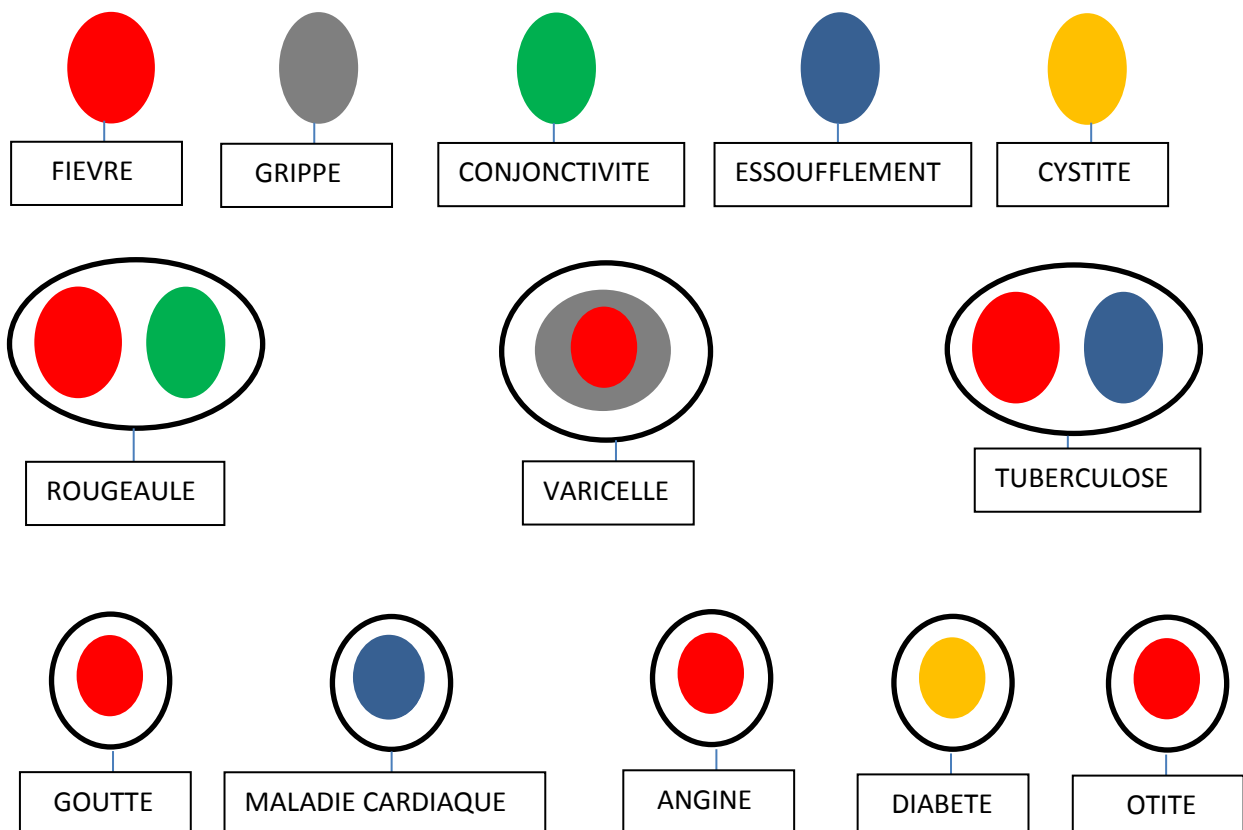 FIEVRE
GRIPPE
CONJONCTIVITE
ESSOUFFLEMENT
CYSTITE
ROUGEAULE
VARICELLE
TUBERCULOSE
GOUTTE
MALADIE CARDIAQUE
ANGINE
DIABETE
OTITE